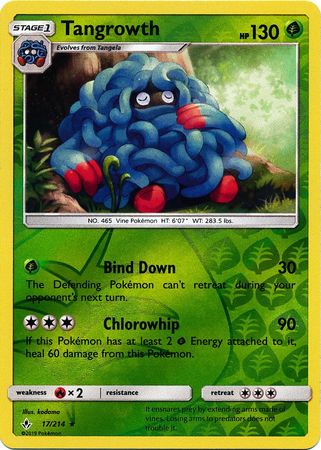 STAGE 1
Tangrowth
HP 130
Evolves from Tangela
NO. 465 Vine Pokémon HT: 6'07" WT: 283.5 lbs.
Bind Down 30
The Defending Pokémon can't retreat during your
opponent's next turn.
Chlorowhip 90
If this Pokémon has at least 2 Energy attached to it,
heal 60 damage from this Pokémon.
weakness ×2 resistance retreat
Illus. kodama
17/214
©2019 Pokémon
It ensnares prey by extending arms made of
vines. Losing arms to predators does not
trouble it.